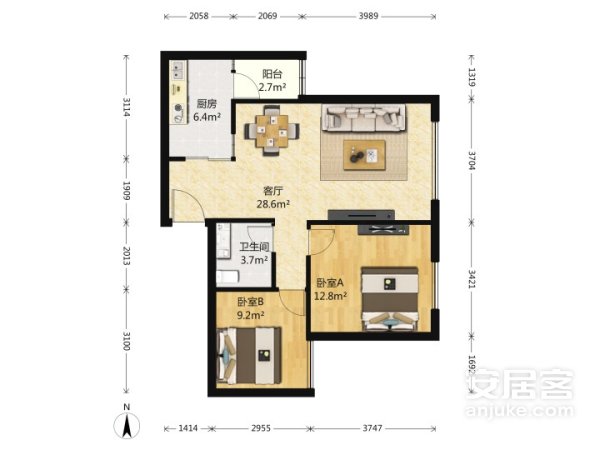 2058
2069
3989
阳台
2.7m²
厨房
6.4m²
客厅
28.6m²
卫生间
3.7m²
卧室A
12.8m²
卧室B
9.2m²
3114
1909
2013
3100
1319
3704
3421
1692
N
1414
2955
3747
安居客
anjuke.com